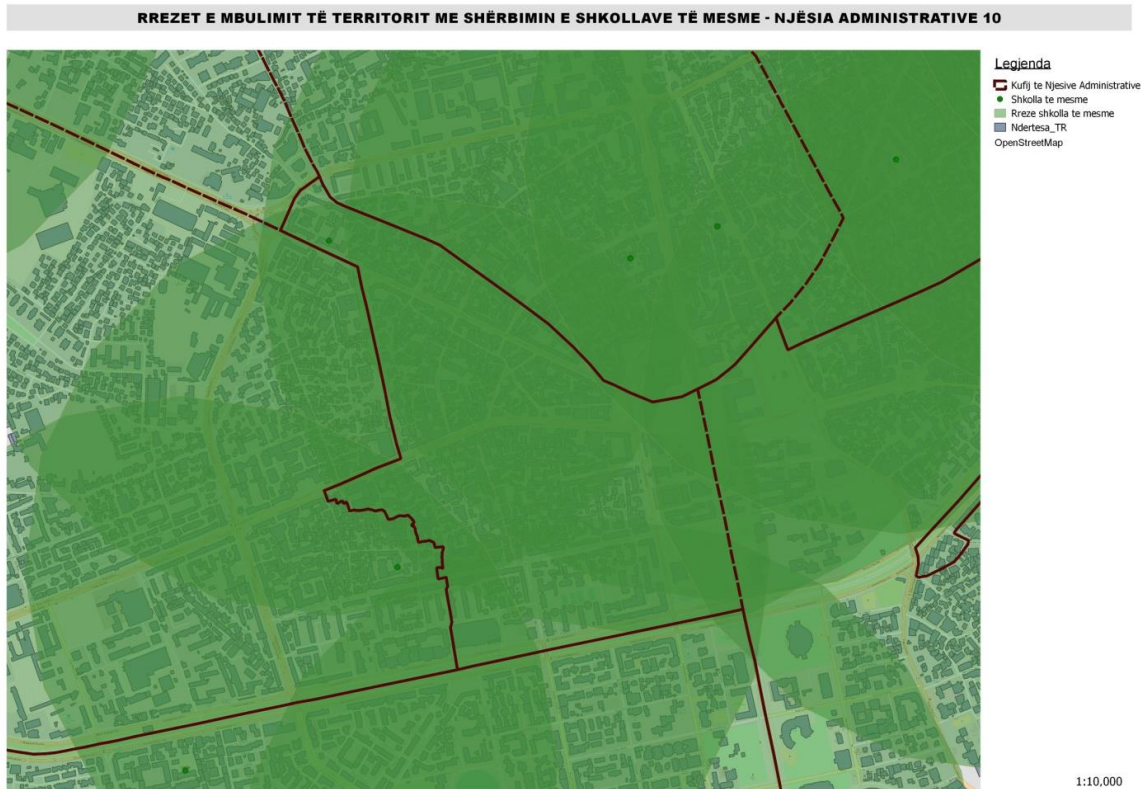 RRREZET E MBULIMIT TË TERRITORIT ME SHËRBIMIN E SHKOLLAVE TË MESME - NJËSIA ADMINISTRATIVE 10
Legjenda
Kufij te Njesive Administrative
Shkolla te mesme
Rreze shkolla te mesme
Ndertesa_TR
OpenStreetMap
1:10,000